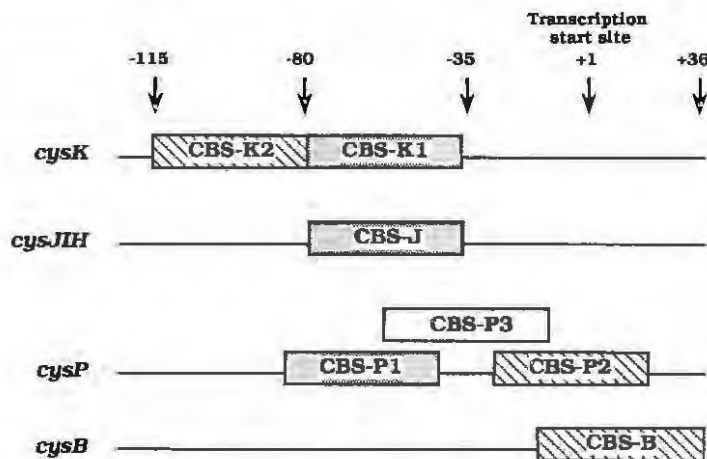 Transcription
start site
-115 -80 -35 +1 +36
cysK CBS-K2 CBS-K1
cysJIH CBS-J
CBS-P3
cysP CBS-P1 CBS-P2
cysB CBS-B